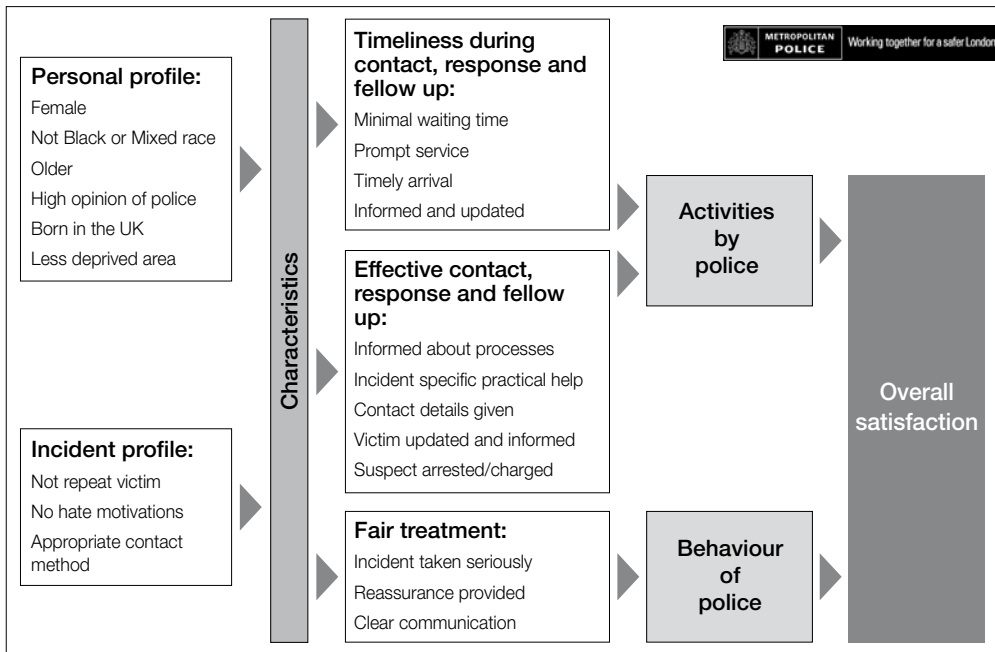 METROPOLITAN
POLICE
Working together for a safer London
Personal profile:
Female
Not Black or Mixed race
Older
High opinion of police
Born in the UK
Less deprived area
Incident profile:
Not repeat victim
No hate motivations
Appropriate contact
method
Characteristics
Timeliness during
contact, response and
fellow up:
Minimal waiting time
Prompt service
Timely arrival
Informed and updated
Effective contact,
response and fellow
up:
Informed about processes
Incident specific practical help
Contact details given
Victim updated and informed
Suspect arrested/charged
Fair treatment:
Incident taken seriously
Reassurance provided
Clear communication
Activities
by
police
Behaviour
of
police
Overall
satisfaction